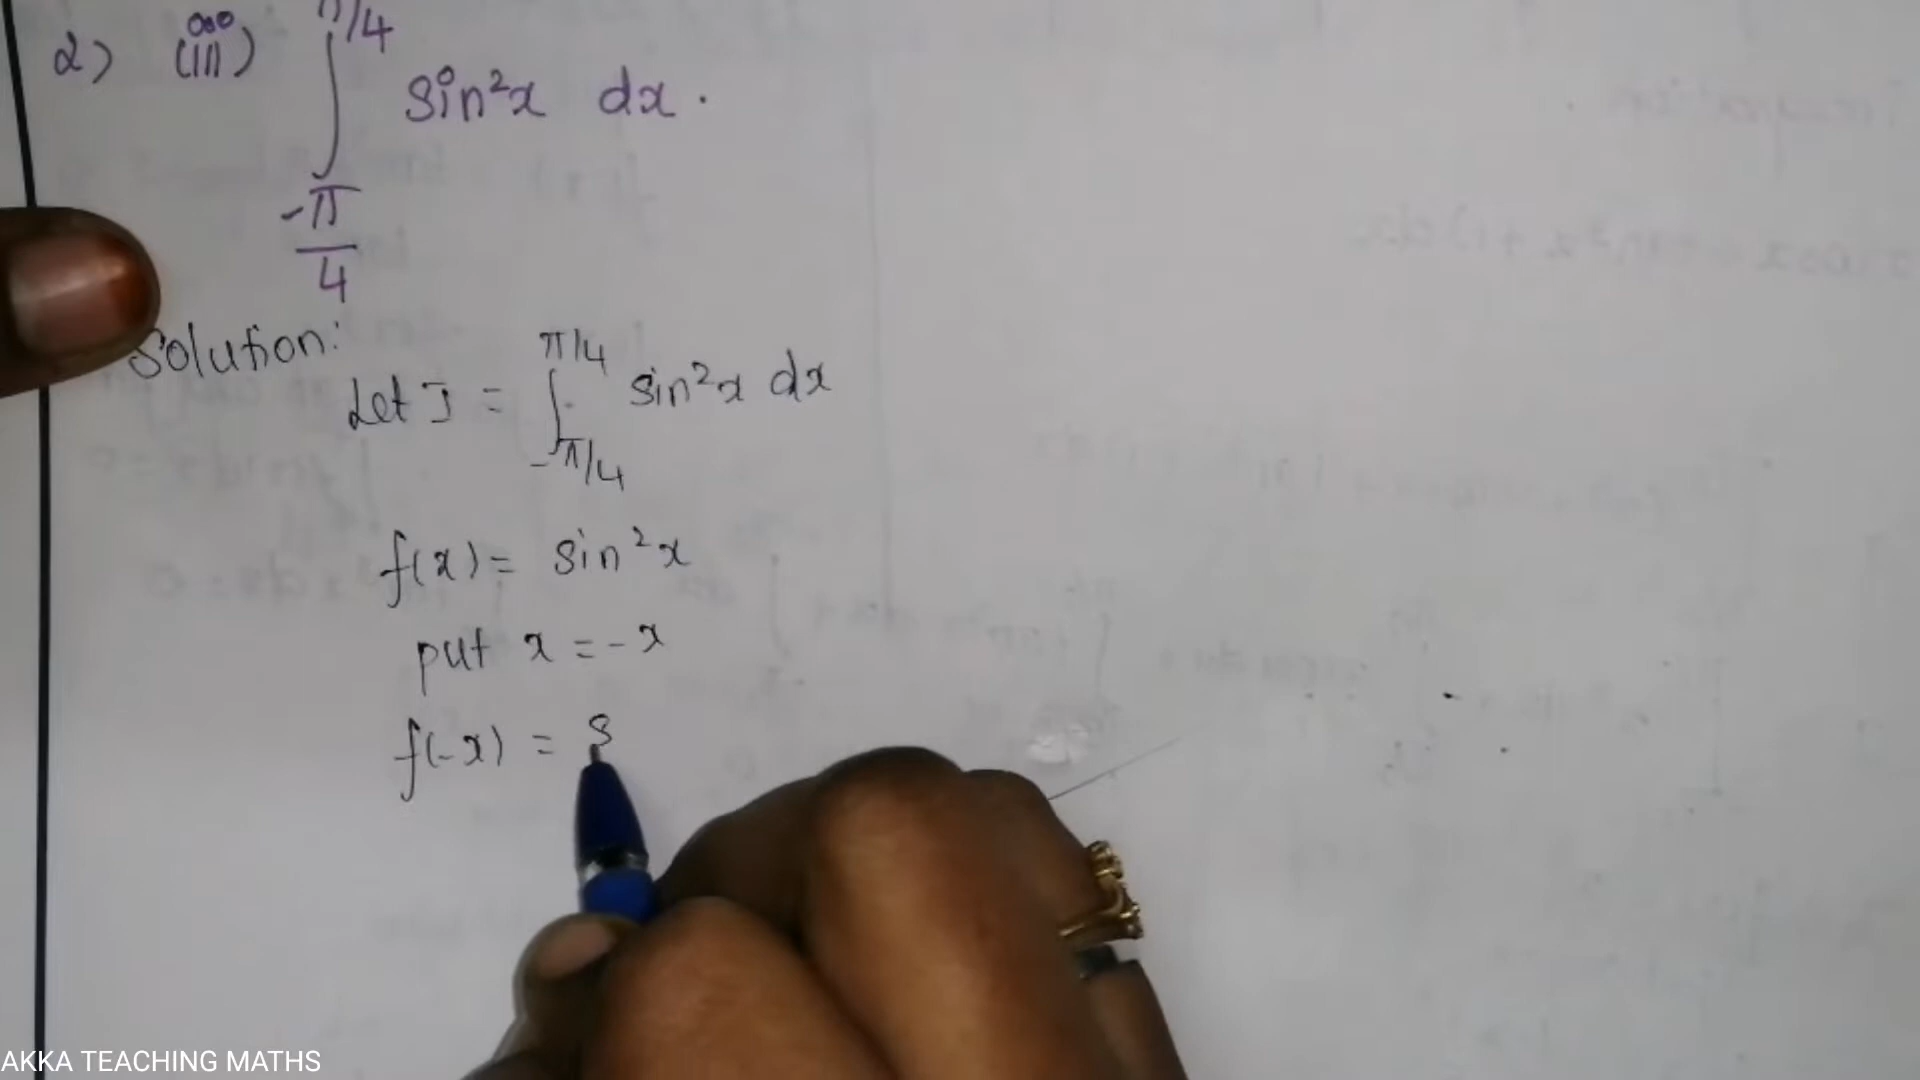 2) (iii) ∫_{-π/4}^{π/4} sin²x dx.
Solution:
Let I = ∫_{-π/4}^{π/4} sin²x dx
f(x) = sin²x
put x = -x
f(-x) = s
AKKA TEACHING MATHS